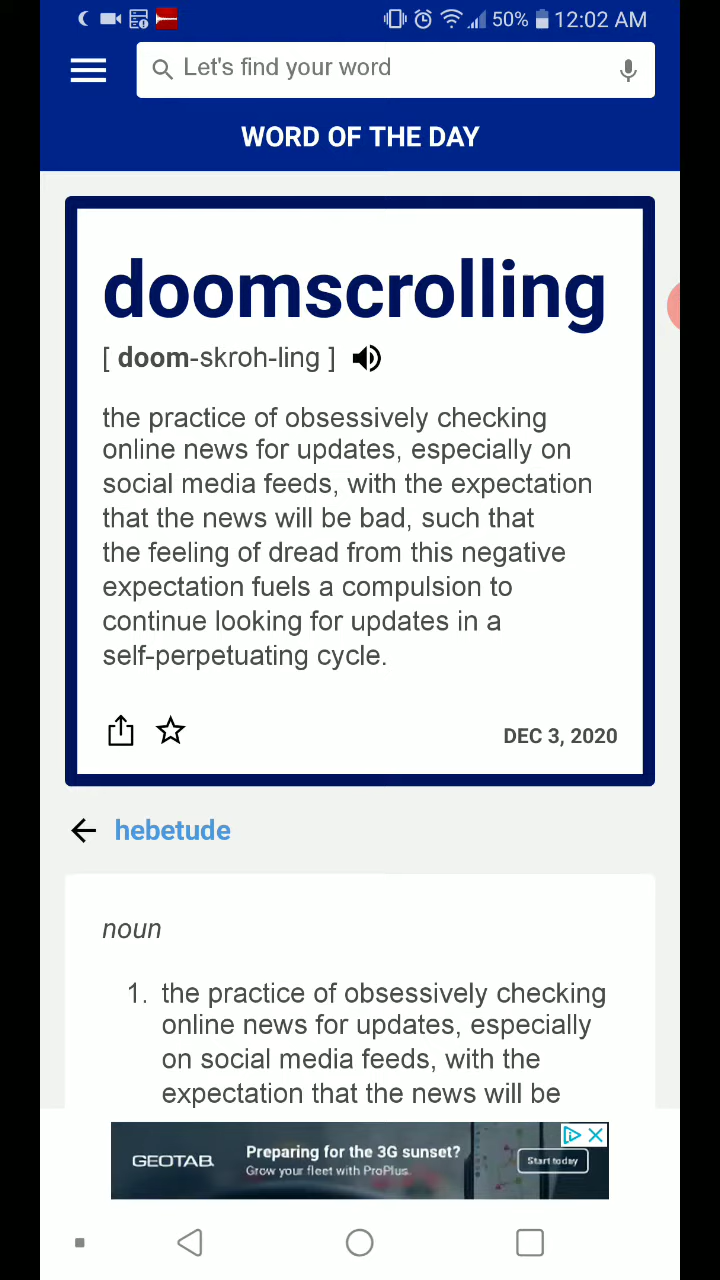 50% 12:02 AM
Let's find your word
WORD OF THE DAY
doomscrolling
[ doom-skroh-ling ]
the practice of obsessively checking
online news for updates, especially on
social media feeds, with the expectation
that the news will be bad, such that
the feeling of dread from this negative
expectation fuels a compulsion to
continue looking for updates in a
self-perpetuating cycle.
DEC 3, 2020
hebetude
noun
1. the practice of obsessively checking
online news for updates, especially
on social media feeds, with the
expectation that the news will be
GEOTAB
Preparing for the 3G sunset?
Grow your fleet with ProPlus.
Start today